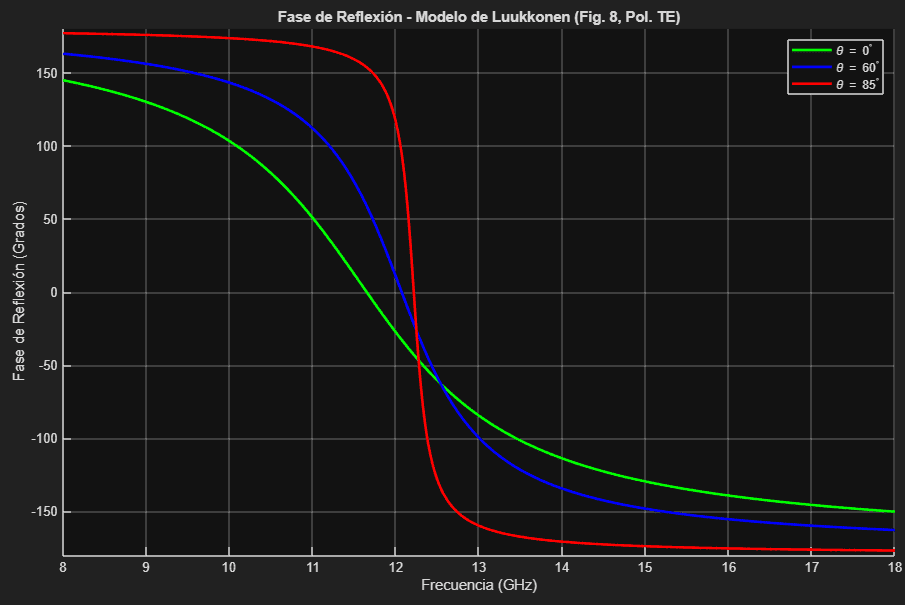 Fase de Reflexión - Modelo de Luukkonen (Fig. 8, Pol. TE)
θ = 0°
θ = 60°
θ = 85°
Fase de Reflexión (Grados)
150
100
50
0
-50
-100
-150
8 9 10 11 12 13 14 15 16 17 18
Frecuencia (GHz)